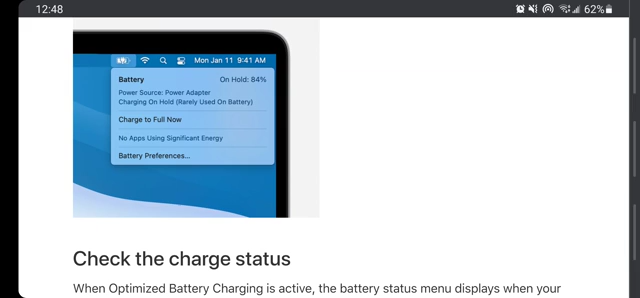 12:48
62%
Mon Jan 11 9:41 AM
Battery On Hold: 84%
Power Source: Power Adapter
Charging On Hold (Rarely Used On Battery)
Charge to Full Now
No Apps Using Significant Energy
Battery Preferences...
Check the charge status
When Optimized Battery Charging is active, the battery status menu displays when your